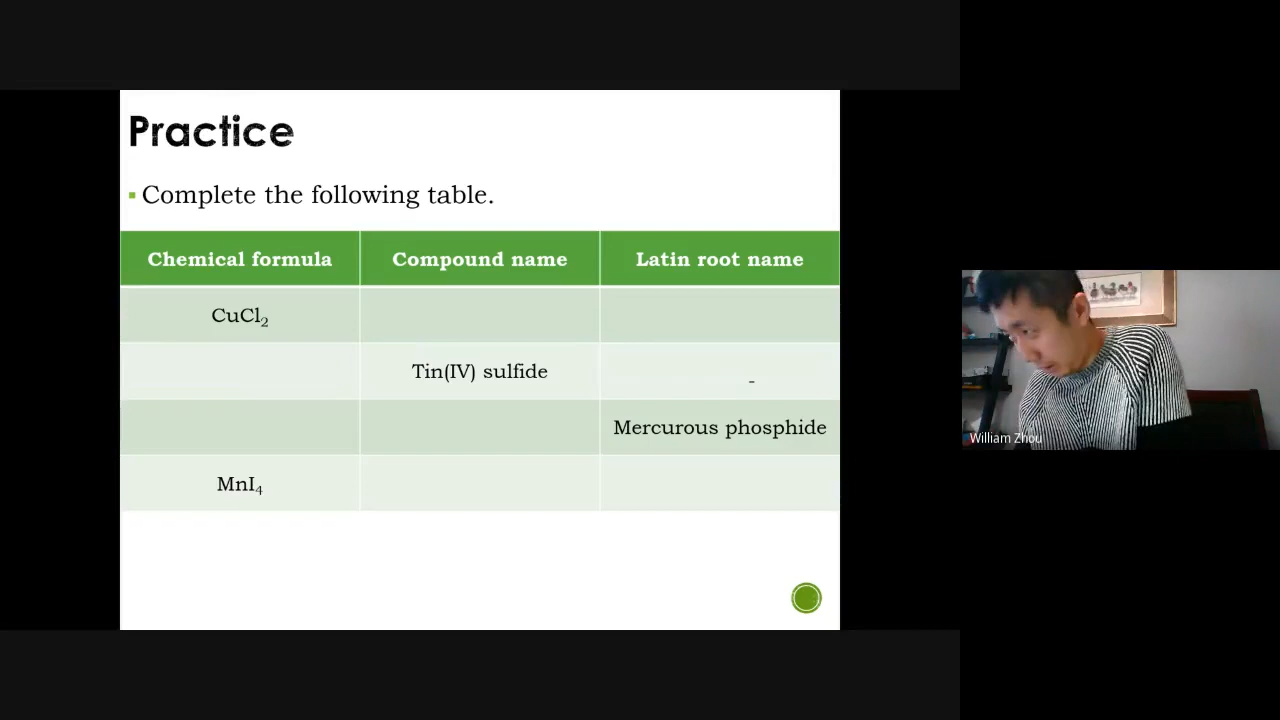 Practice
▪ Complete the following table.
Chemical formula Compound name Latin root name
CuCl₂
Tin(IV) sulfide -
Mercurous phosphide
MnI₄
William Zhou